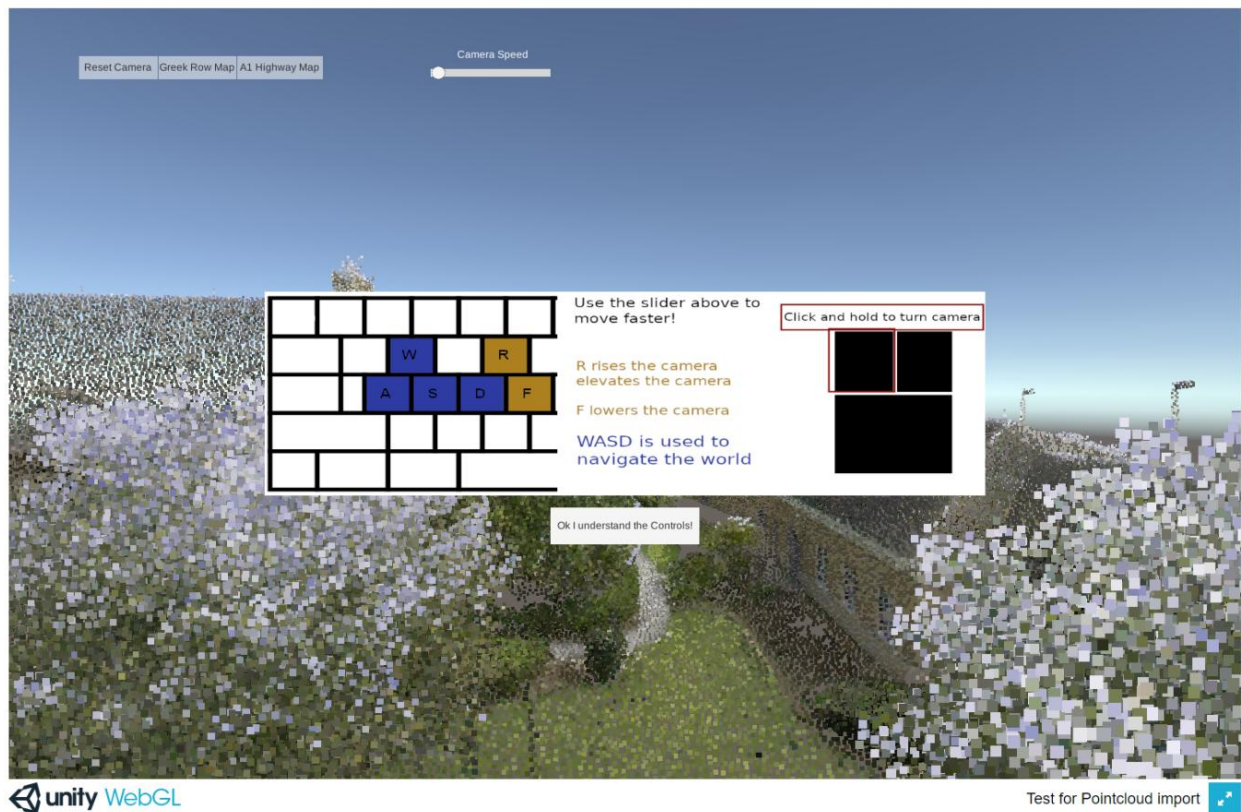 Camera Speed
Reset Camera
Greek Row Map
A1 Highway Map
W
R
A
S
D
F
Use the slider above to
move faster!
R rises the camera
elevates the camera
F lowers the camera
WASD is used to
navigate the world
Click and hold to turn camera
Ok I understand the Controls!
unity WebGL
Test for Pointcloud import